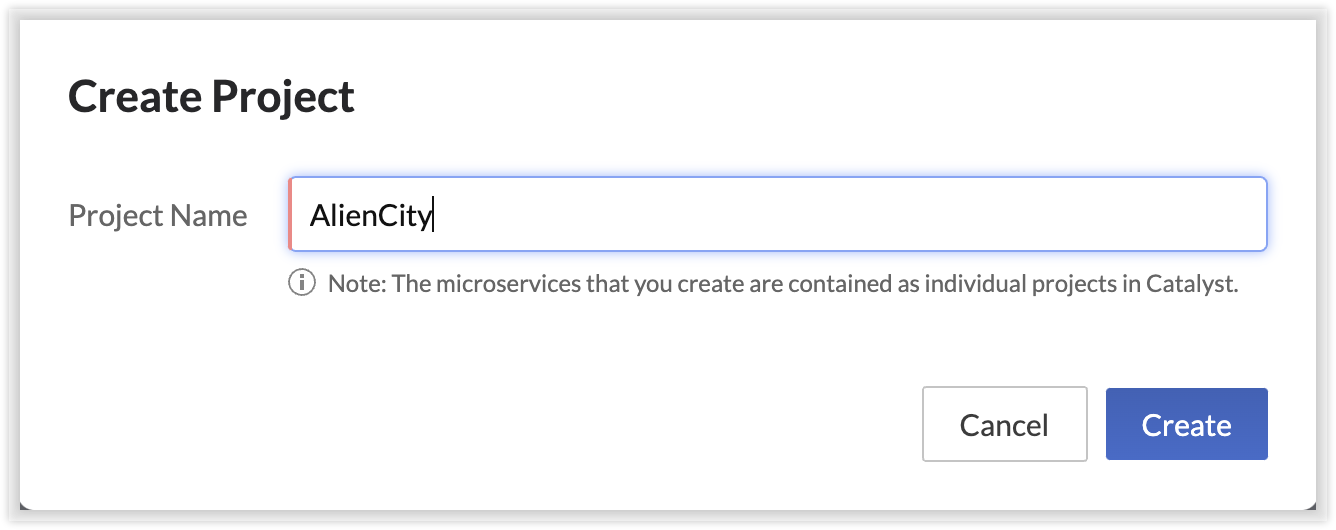 Create Project
Project Name
AlienCity
Note: The microservices that you create are contained as individual projects in Catalyst.
Cancel
Create